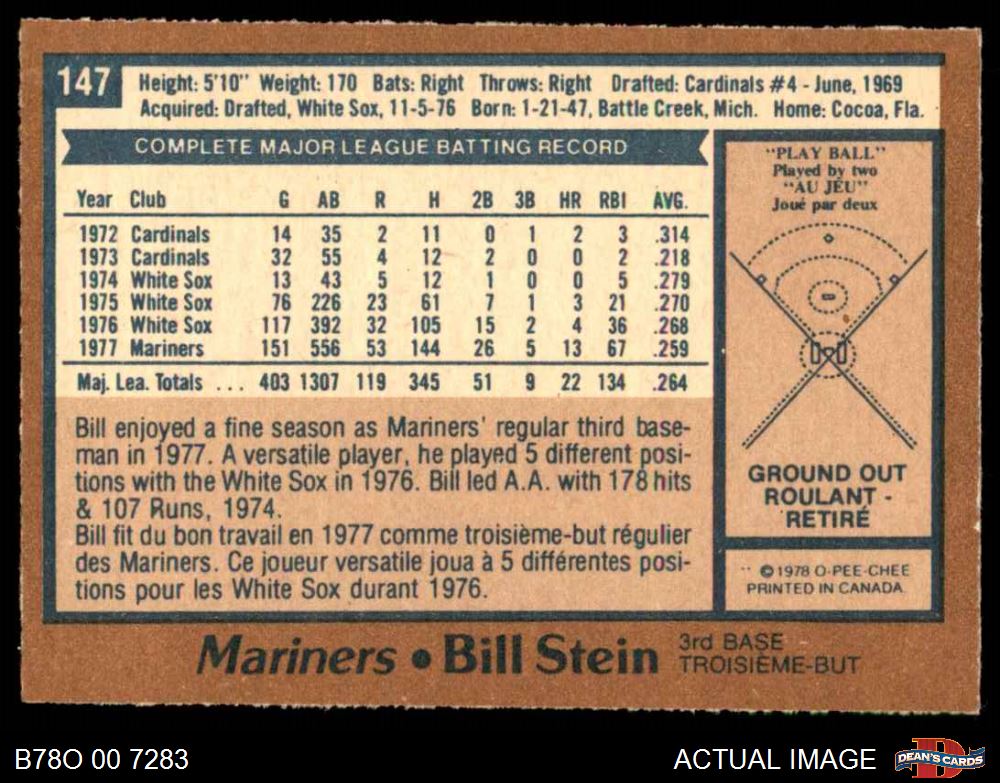 147
Height: 5'10" Weight: 170 Bats: Right Throws: Right Drafted: Cardinals #4 - June, 1969
Acquired: Drafted, White Sox, 11-5-76 Born: 1-21-47, Battle Creek, Mich. Home: Cocoa, Fla.
COMPLETE MAJOR LEAGUE BATTING RECORD
Year Club G AB R H 2B 3B HR RBI AVG.
1972 Cardinals 14 35 2 11 0 1 2 3 .314
1973 Cardinals 32 55 4 12 2 0 0 2 .218
1974 White Sox 13 43 5 12 1 0 0 5 .279
1975 White Sox 76 226 23 61 7 1 3 21 .270
1976 White Sox 117 392 32 105 15 2 4 36 .268
1977 Mariners 151 556 53 144 26 5 13 67 .259
Maj. Lea. Totals ... 403 1307 119 345 51 9 22 134 .264
Bill enjoyed a fine season as Mariners' regular third base-
man in 1977. A versatile player, he played 5 different posi-
tions with the White Sox in 1976. Bill led A.A. with 178 hits
& 107 Runs, 1974.
Bill fit du bon travail en 1977 comme troisième-but régulier
des Mariners. Ce joueur versatile joua à 5 différentes posi-
tions pour les White Sox durant 1976.
"PLAY BALL"
Played by two
"AU JEU"
Joué par deux
GROUND OUT
ROULANT -
RETIRÉ
© 1978 O-PEE-CHEE
PRINTED IN CANADA
Mariners • Bill Stein
3rd BASE
TROISIÈME-BUT
B78O 00 7283
ACTUAL IMAGE
D
DEAN'S CARDS